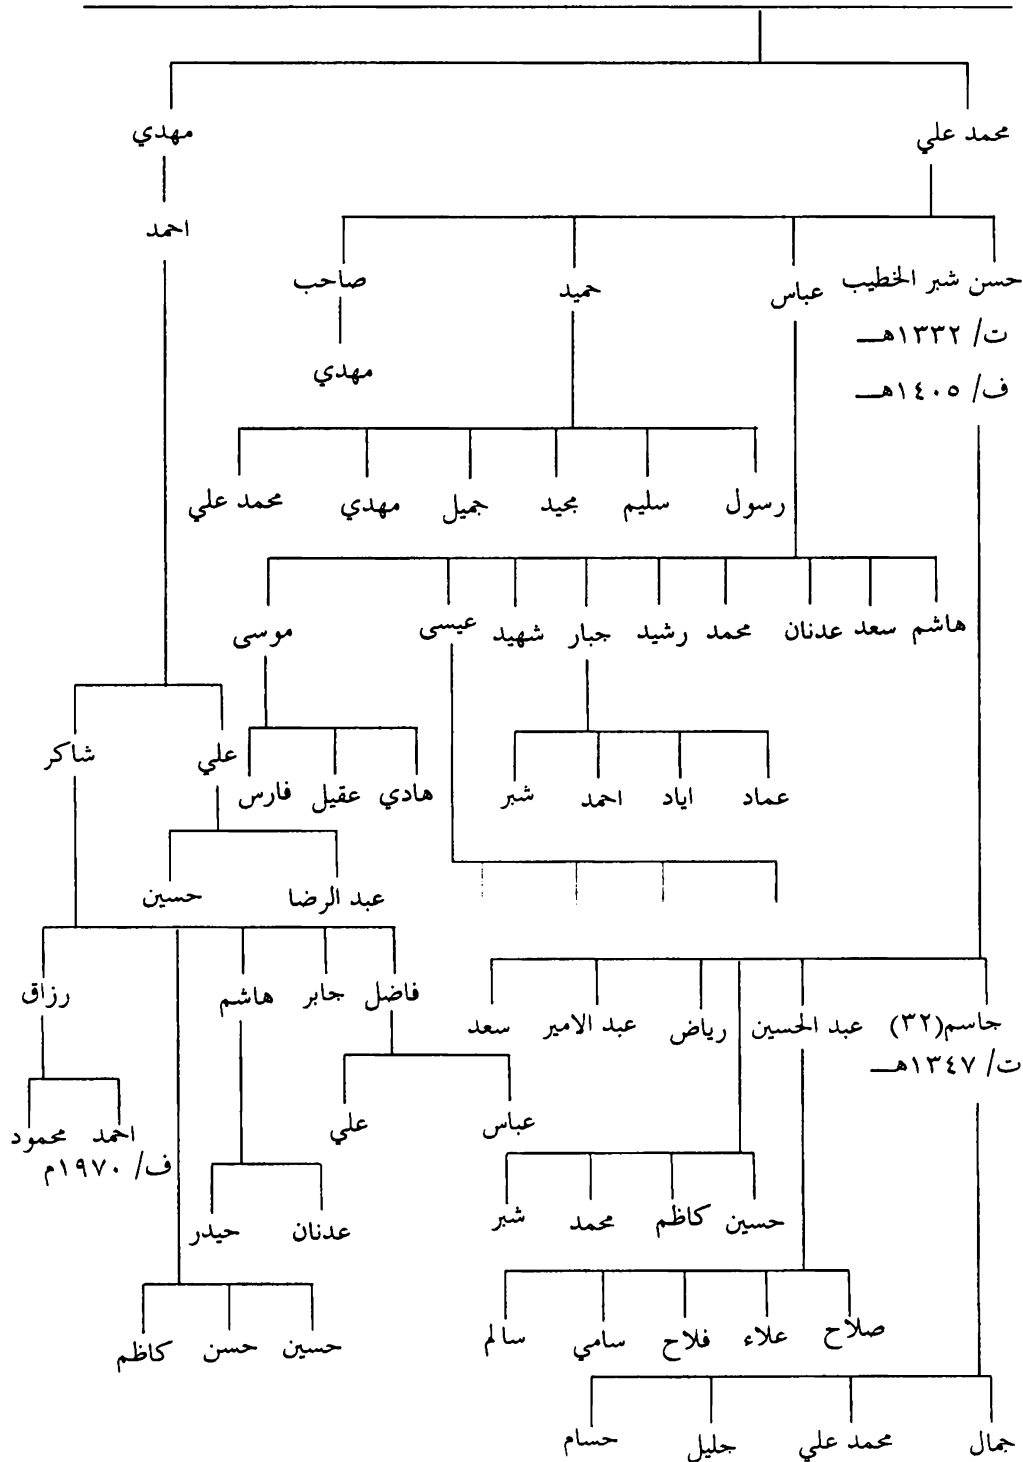 محمد علي مهدي
احمد
حسن شبر الخطيب عباس حميد صاحب
ت/ ١٣٣٢هـ
ف/ ١٤٠٥هـ
مهدي
رسول سليم مجيد جميل مهدي محمد علي
هاشم سعد عدنان محمد رشيد جبار شهيد عيسى موسى
علي شاكر
عماد اياد احمد شبر هادي عقيل فارس
عبد الرضا حسين
فاضل جابر هاشم رزاق
جاسم(٣٢) عبد الحسين رياض عبد الامير سعد
ت/ ١٣٤٧هـ
عباس علي
احمد محمود
ف/ ١٩٧٠م
حسين كاظم محمد شبر
عدنان حيدر
صلاح علاء فلاح سامي سالم
حسين حسن كاظم
جمال محمد علي جليل حسام